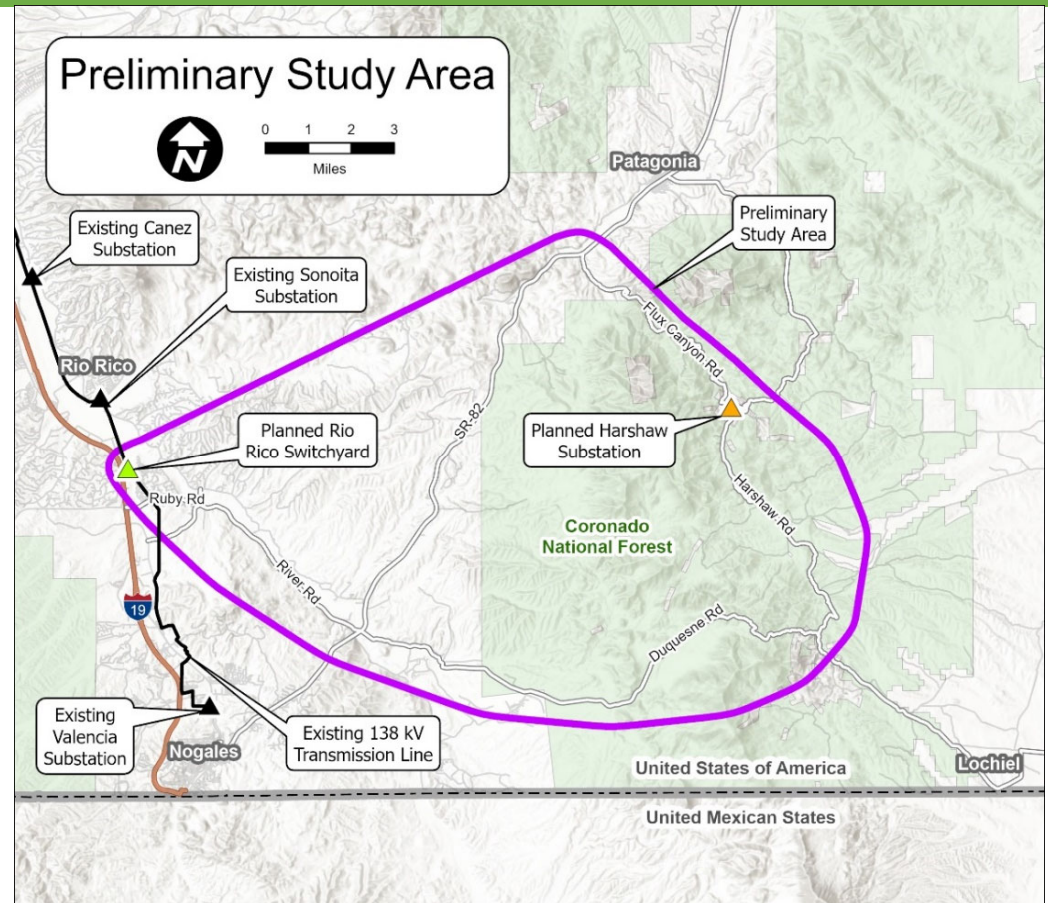 Preliminary Study Area
N
0 1 2 3
Miles
Patagonia
Existing Canez
Substation
Preliminary
Study Area
Existing Sonoita
Substation
Flux Canyon Rd
Rio Rico
SR-82
Planned Rio
Rico Switchyard
Planned Harshaw
Substation
Ruby Rd
Harshaw Rd
Coronado
National Forest
River Rd
19
Duquesne Rd
Existing
Valencia
Substation
Nogales
Existing 138 kV
Transmission Line
United States of America
Lochiel
United Mexican States